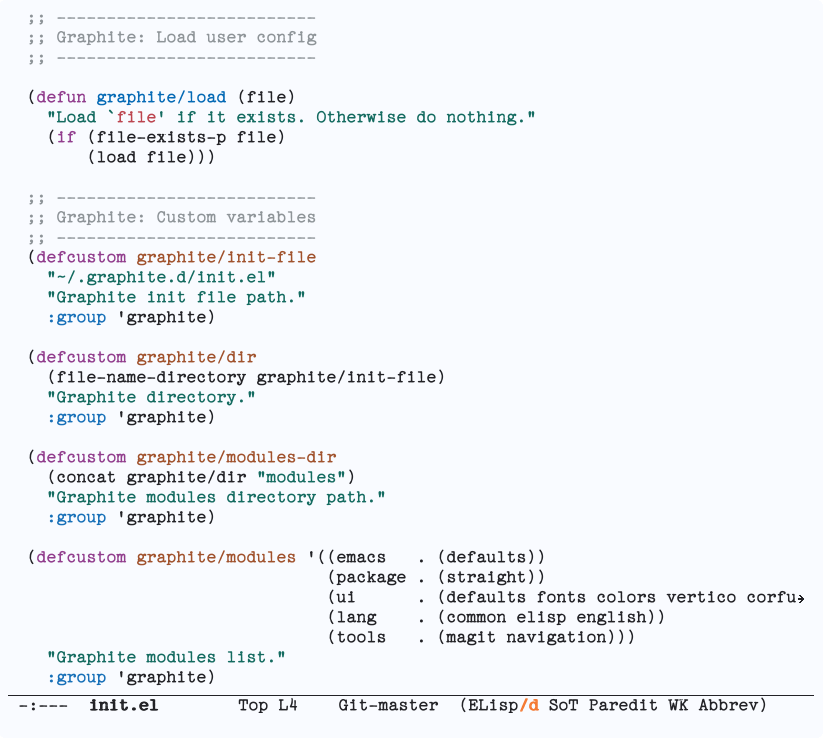 ;; --------------------------
;; Graphite: Load user config
;; --------------------------

(defun graphite/load (file)
  "Load `file' if it exists. Otherwise do nothing."
  (if (file-exists-p file)
      (load file)))

;; --------------------------
;; Graphite: Custom variables
;; --------------------------
(defcustom graphite/init-file
  "~/.graphite.d/init.el"
  "Graphite init file path."
  :group 'graphite)

(defcustom graphite/dir
  (file-name-directory graphite/init-file)
  "Graphite directory."
  :group 'graphite)

(defcustom graphite/modules-dir
  (concat graphite/dir "modules")
  "Graphite modules directory path."
  :group 'graphite)

(defcustom graphite/modules '((emacs   . (defaults))
                              (package . (straight))
                              (ui      . (defaults fonts colors vertico corfu→
                              (lang    . (common elisp english))
                              (tools   . (magit navigation)))
  "Graphite modules list."
  :group 'graphite)
-:---  init.el        Top L4    Git-master  (ELisp/d SoT Paredit WK Abbrev)